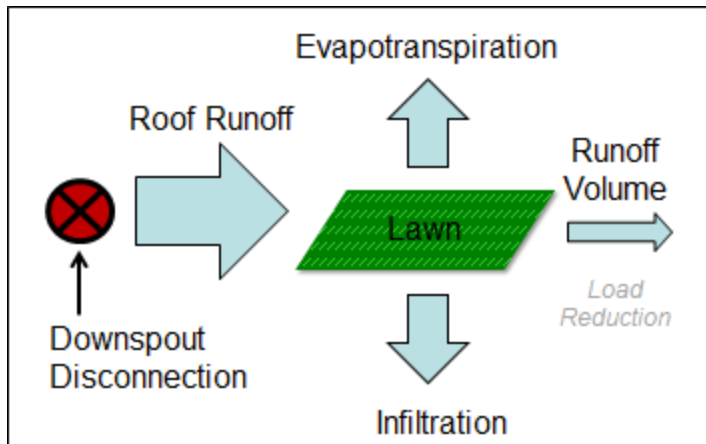 Evapotranspiration
Roof Runoff
Runoff
Volume
Lawn
Load
Reduction
Downspout
Disconnection
Infiltration